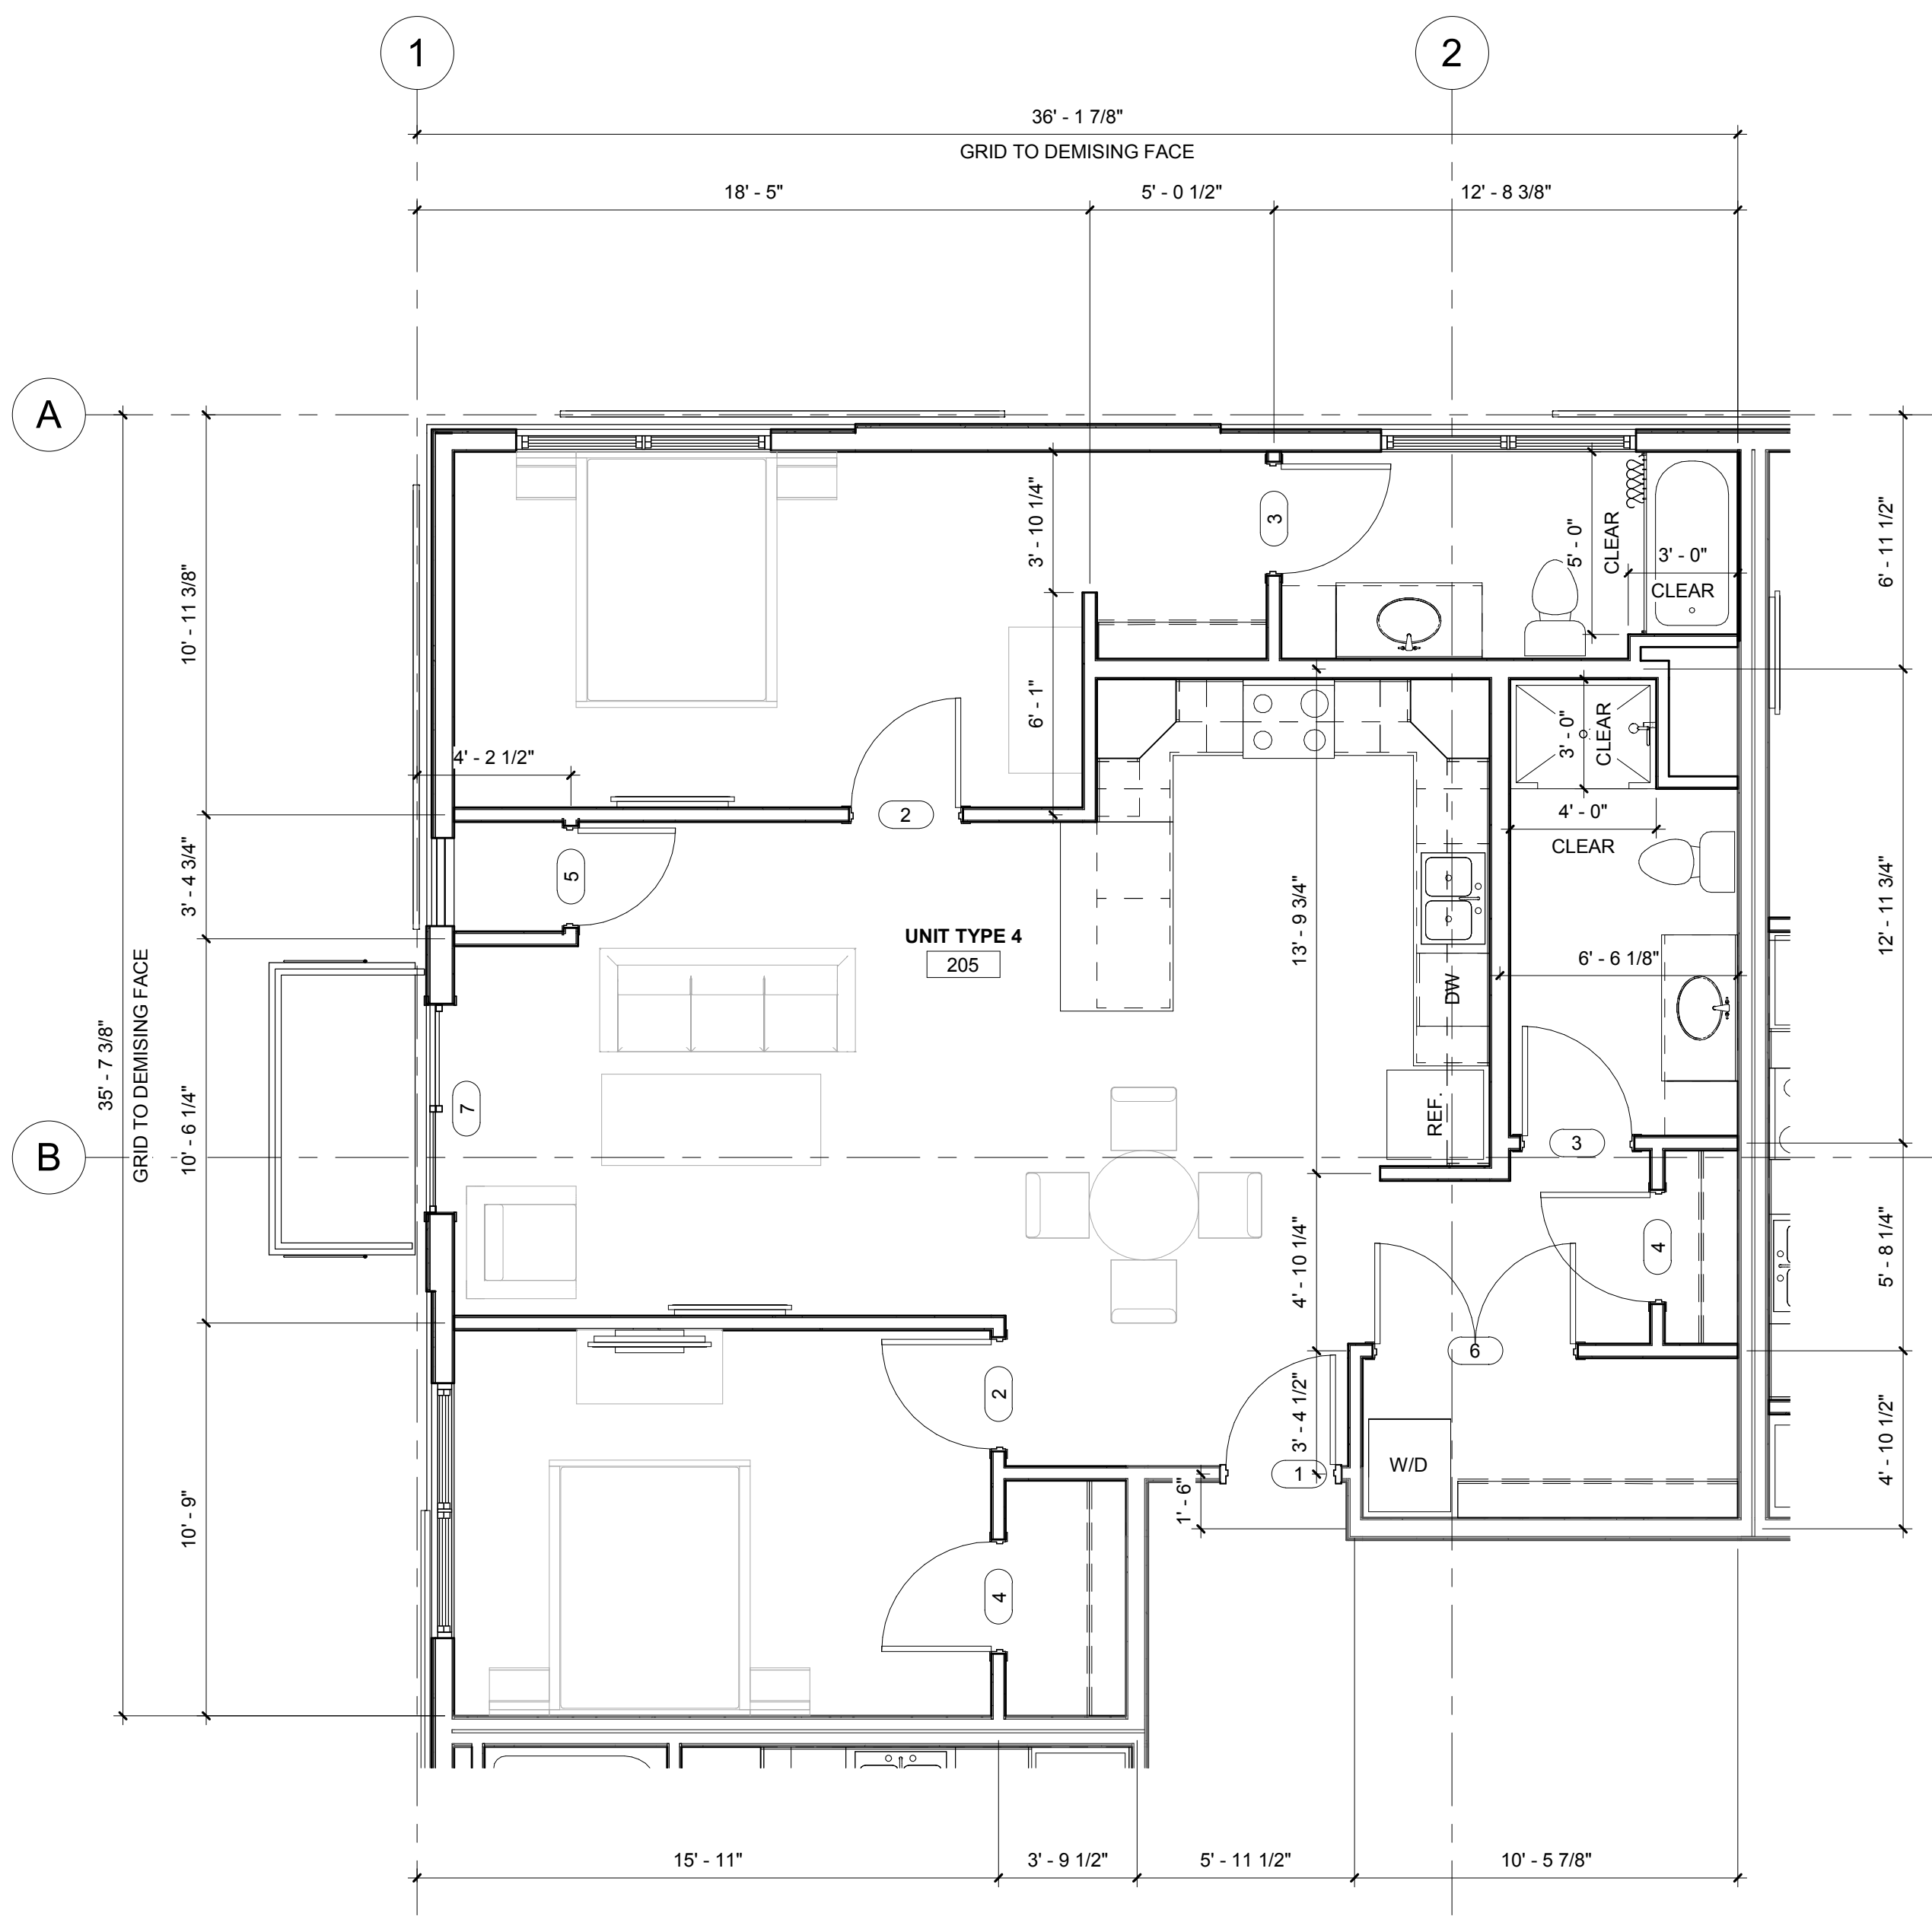 1
2
36' - 1 7/8"
GRID TO DEMISING FACE
18' - 5"
5' - 0 1/2"
12' - 8 3/8"
A
10' - 11 3/8"
3' - 10 1/4"
3
5' - 0"
CLEAR
3' - 0"
CLEAR
6' - 11 1/2"
6' - 1"
3' - 0"
CLEAR
4' - 2 1/2"
2
4' - 0"
CLEAR
3' - 4 3/4"
5
13' - 9 3/4"
12' - 11 3/4"
UNIT TYPE 4
205
6' - 6 1/8"
DW
35' - 7 3/8"
GRID TO DEMISING FACE
10' - 6 1/4"
7
REF.
3
B
4' - 10 1/4"
4
5' - 8 1/4"
6
2
3' - 4 1/2"
4' - 10 1/2"
1
W/D
1' - 6"
10' - 9"
4
15' - 11"
3' - 9 1/2"
5' - 11 1/2"
10' - 5 7/8"